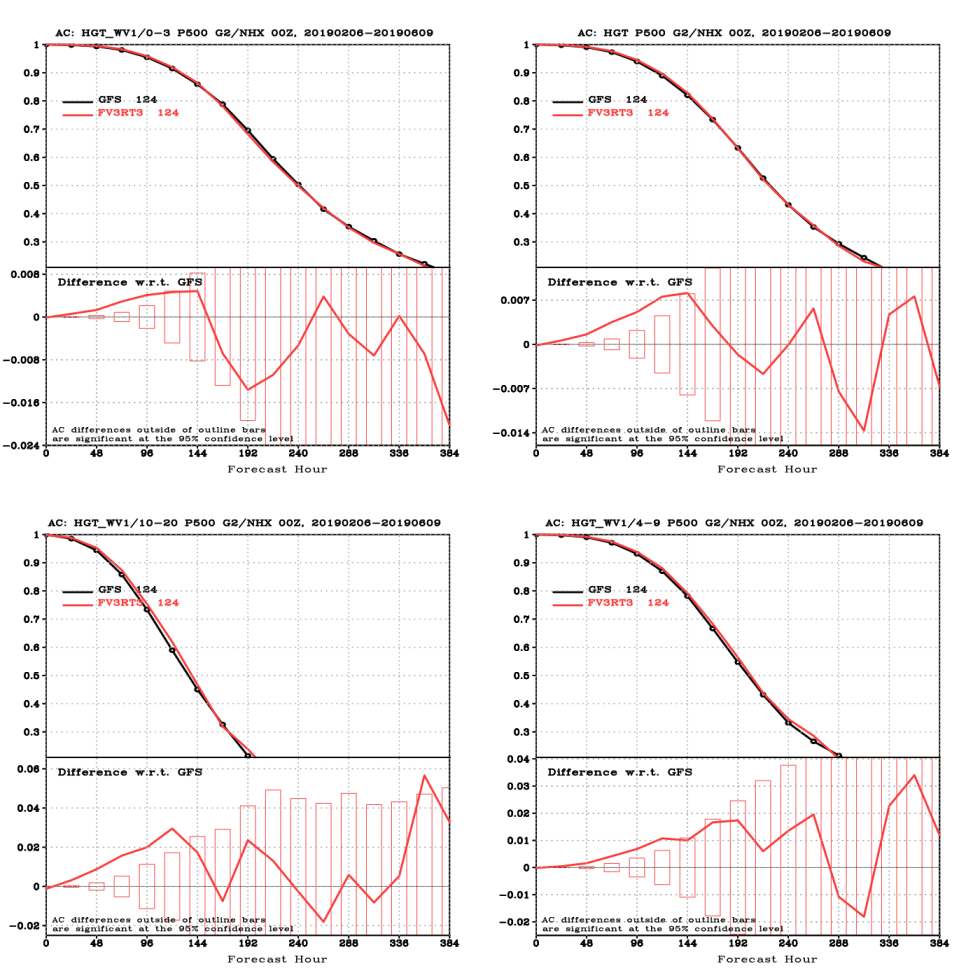 AC: HGT_WV1/0-3 P500 G2/NHX 00Z, 20190206-20190609
1
0.9
0.8
0.7
0.6
0.5
0.4
0.3
GFS 124
FV3RT3 124
Difference w.r.t. GFS
0.008
0
-0.008
-0.016
-0.024
AC differences outside of outline bars
are significant at the 95% confidence level
0 48 96 144 192 240 288 336 384
Forecast Hour
AC: HGT P500 G2/NHX 00Z, 20190206-20190609
1
0.9
0.8
0.7
0.6
0.5
0.4
0.3
GFS 124
FV3RT3 124
Difference w.r.t. GFS
0.007
0
-0.007
-0.014
AC differences outside of outline bars
are significant at the 95% confidence level
0 48 96 144 192 240 288 336 384
Forecast Hour
AC: HGT_WV1/10-20 P500 G2/NHX 00Z, 20190206-20190609
1
0.9
0.8
0.7
0.6
0.5
0.4
0.3
GFS 124
FV3RT3 124
Difference w.r.t. GFS
0.06
0.04
0.02
0
-0.02
AC differences outside of outline bars
are significant at the 95% confidence level
0 48 96 144 192 240 288 336 384
Forecast Hour
AC: HGT_WV1/4-9 P500 G2/NHX 00Z, 20190206-20190609
1
0.9
0.8
0.7
0.6
0.5
0.4
0.3
GFS 124
FV3RT3 124
Difference w.r.t. GFS
0.04
0.03
0.02
0.01
0
-0.01
-0.02
AC differences outside of outline bars
are significant at the 95% confidence level
0 48 96 144 192 240 288 336 384
Forecast Hour